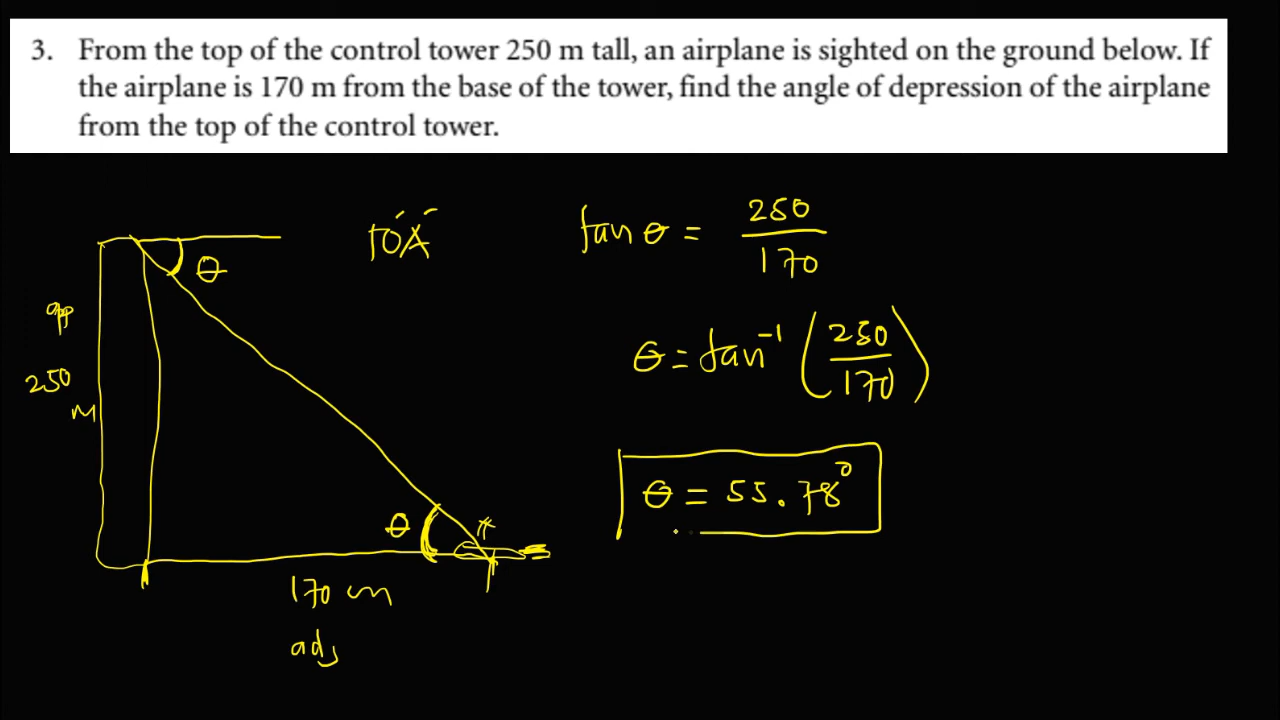 3. From the top of the control tower 250 m tall, an airplane is sighted on the ground below. If
the airplane is 170 m from the base of the tower, find the angle of depression of the airplane
from the top of the control tower.
TOA
tan θ = 250/170
θ
opp
250
m
θ = tan⁻¹ (250/170)
θ = 55.78°
θ
170 m
adj